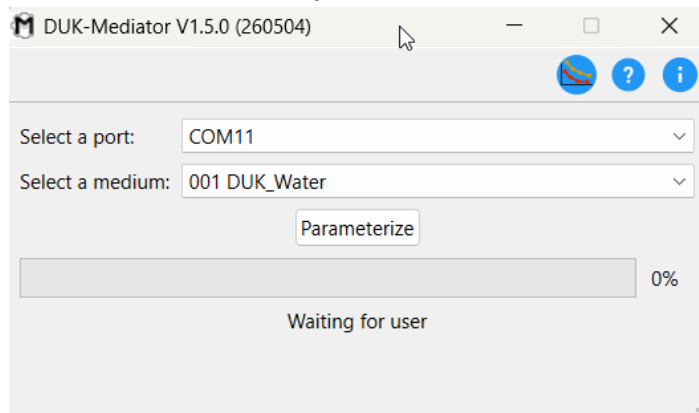 DUK-Mediator V1.5.0 (260504)
Select a port: COM11
Select a medium: 001 DUK_Water
Parameterize
0%
Waiting for user